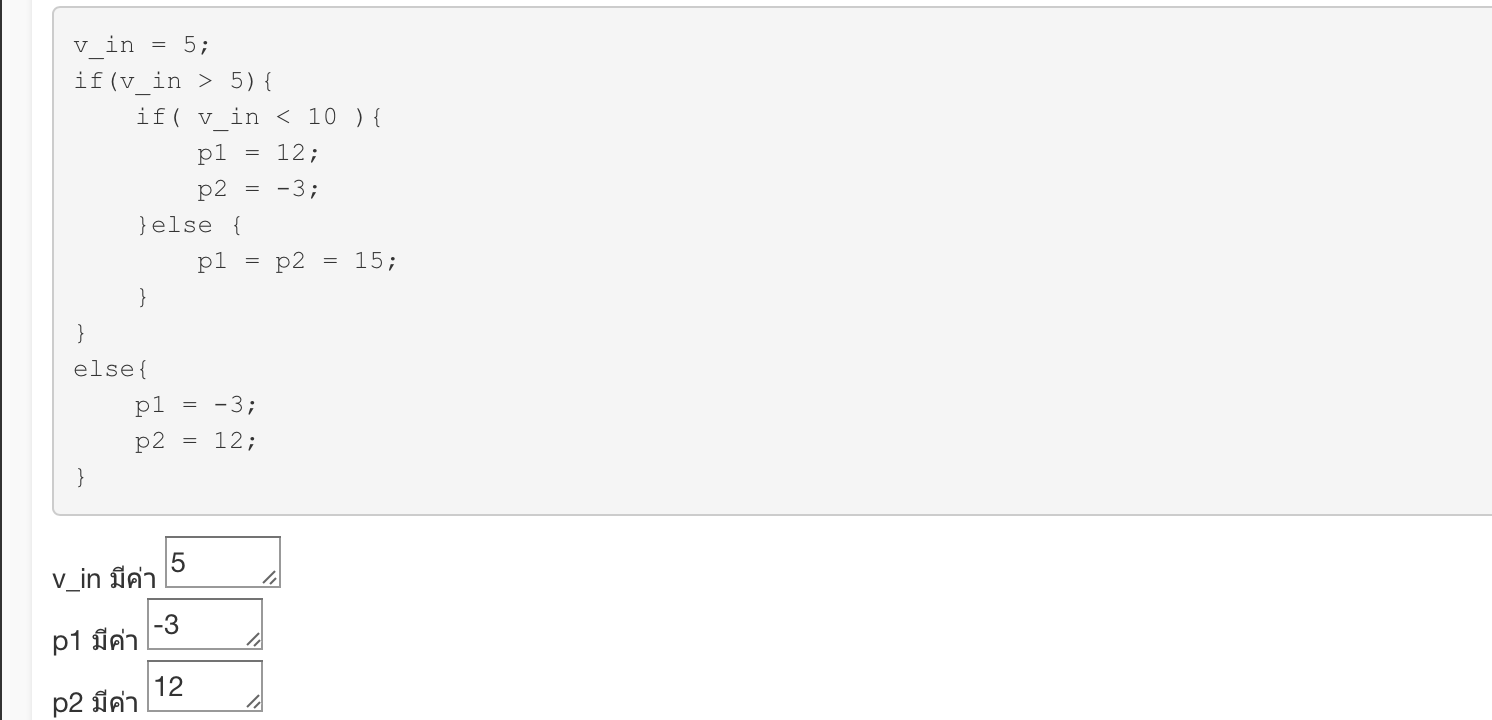 v_in = 5;
if(v_in > 5){
    if( v_in < 10 ){
        p1 = 12;
        p2 = -3;
    }else {
        p1 = p2 = 15;
    }
}
else{
    p1 = -3;
    p2 = 12;
}
v_in มีค่า 5
p1 มีค่า -3
p2 มีค่า 12